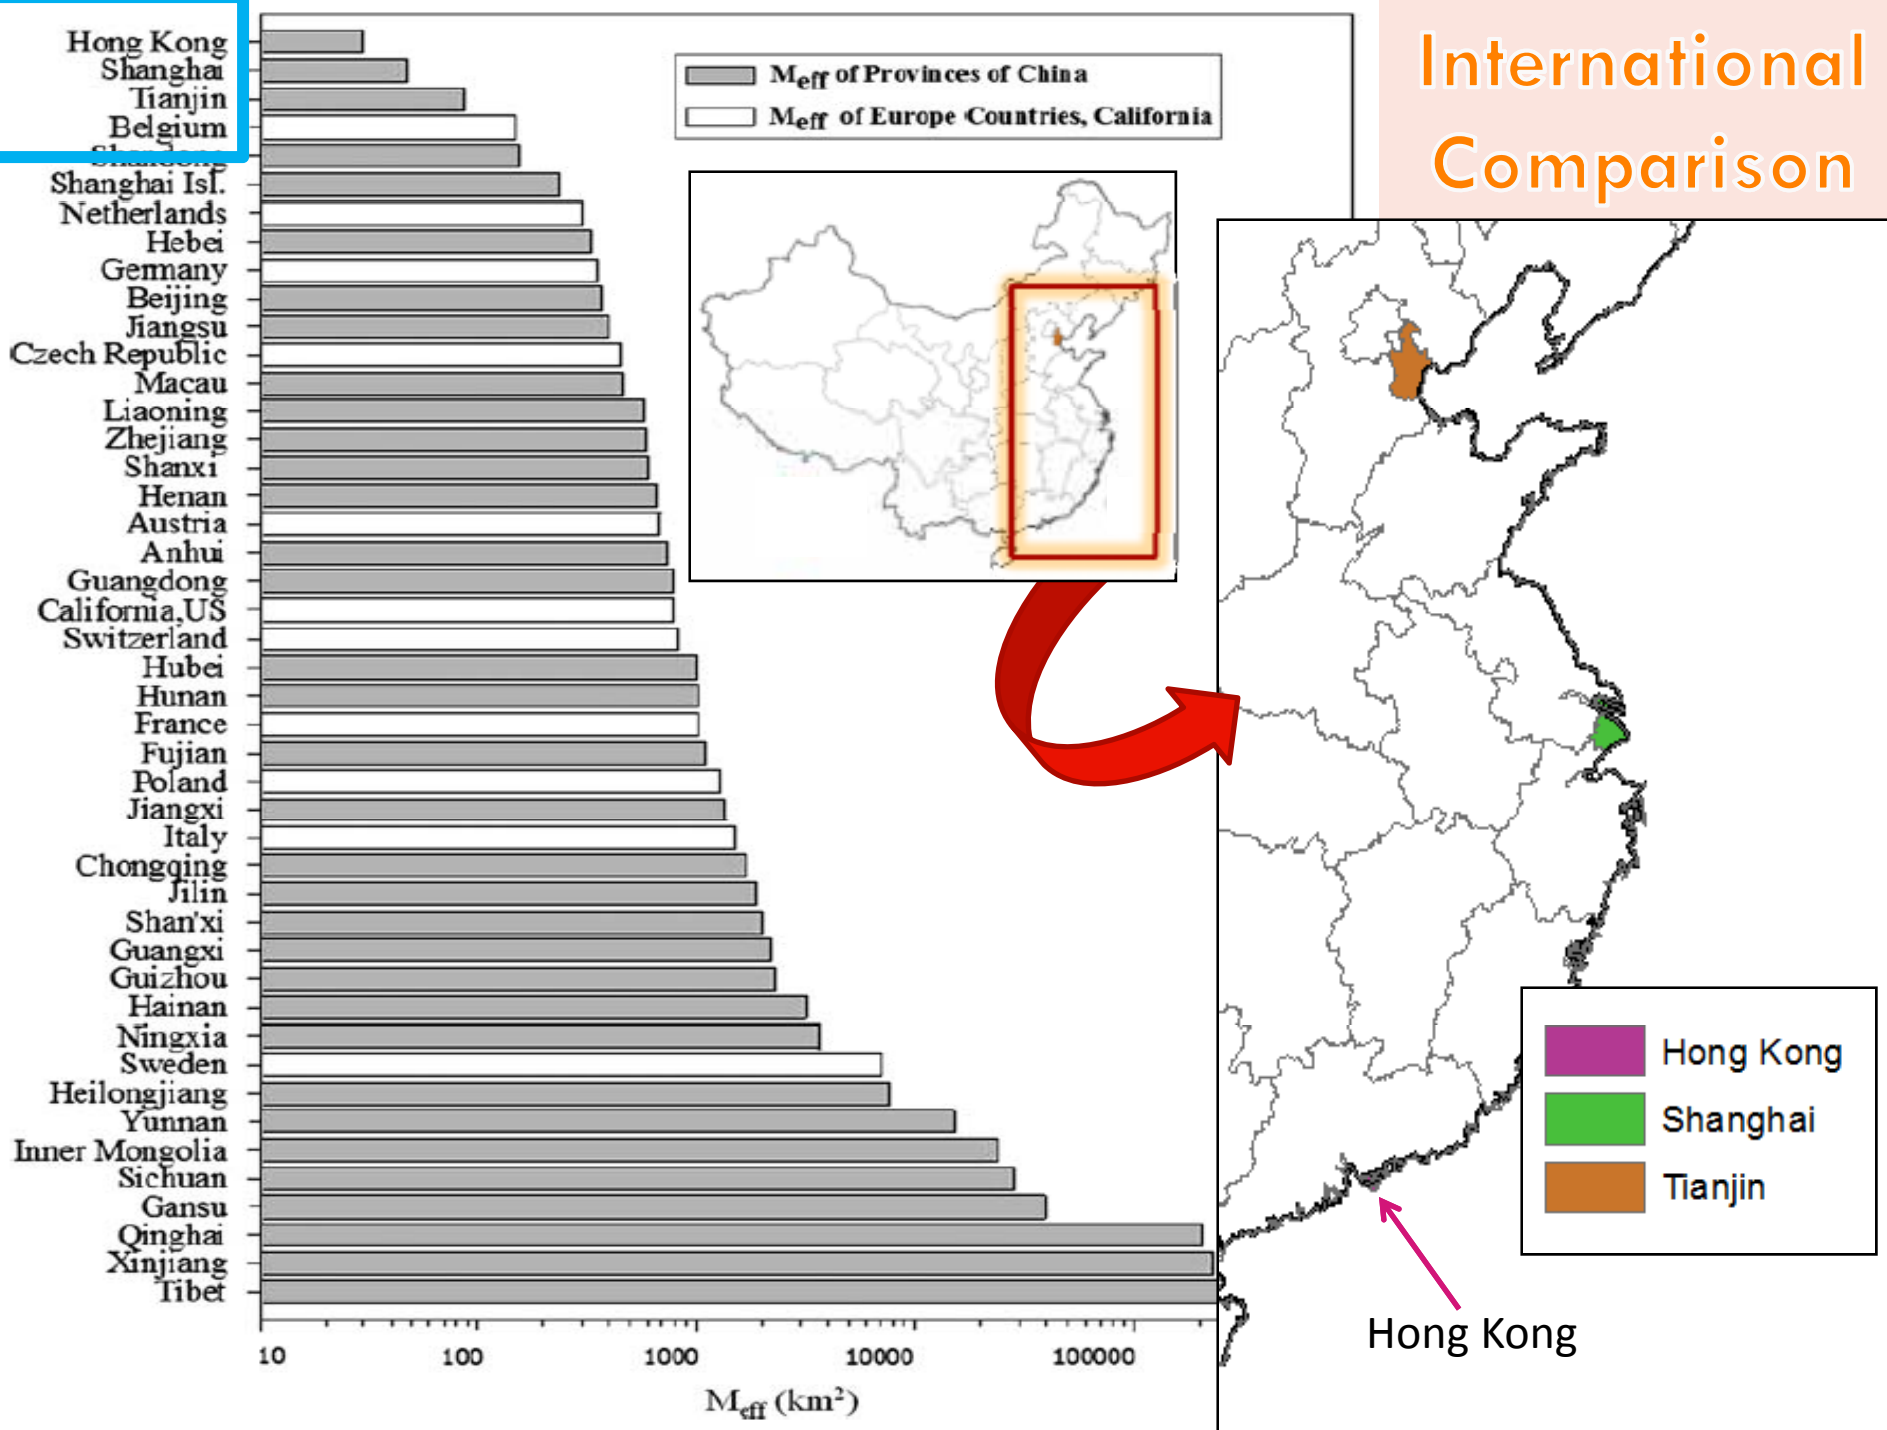 International
Comparison
Hong Kong
Shanghai
Tianjin
Belgium
Shandong
Shanghai Isl.
Netherlands
Hebei
Germany
Beijing
Jiangsu
Czech Republic
Macau
Liaoning
Zhejiang
Shanxi
Henan
Austria
Anhui
Guangdong
California,US
Switzerland
Hubei
Hunan
France
Fujian
Poland
Jiangxi
Italy
Chongqing
Jilin
Shan'xi
Guangxi
Guizhou
Hainan
Ningxia
Sweden
Heilongjiang
Yunnan
Inner Mongolia
Sichuan
Gansu
Qinghai
Xinjiang
Tibet
10 100 1000 10000 100000
Meff (km²)
Meff of Provinces of China
Meff of Europe Countries, California
Hong Kong
Shanghai
Tianjin
Hong Kong